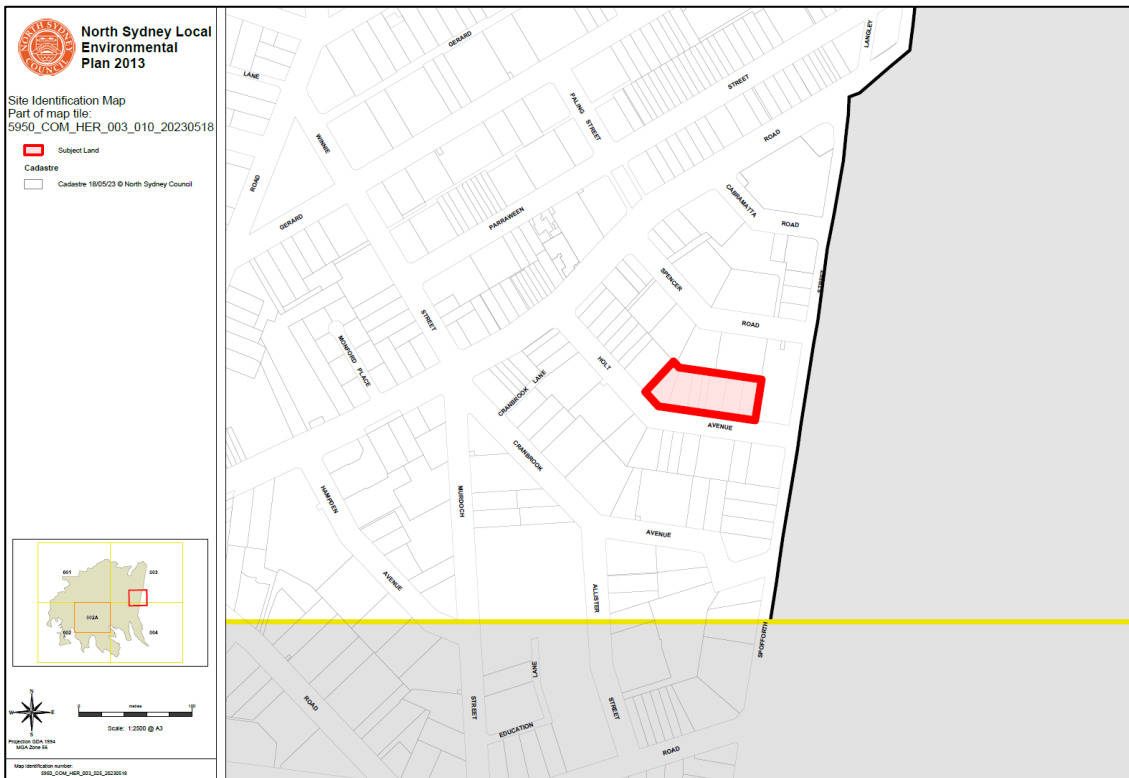 NORTH SYDNEY
COUNCIL
North Sydney Local
Environmental
Plan 2013
Site Identification Map
Part of map tile:
5950_COM_HER_003_010_20230518
Subject Land
Cadastre
Cadastre 18/05/23 © North Sydney Council
001
003
002A
002
004
N
W
E
S
Projection GDA 1994
MGA Zone 56
0
metres
100
Scale: 1:2500 @ A3
Map identification number:
5950_COM_HER_003_025_20230518
LANE
GERARD
LANGLEY
STREET
PALING
STREET
WINNIE
ROAD
ROAD
GERARD
PARRAWEEN
CABRAMATTA
ROAD
SPENCER
STREET
STREET
ROAD
MONFORD
PLACE
HOLT
CRANBROOK
LANE
AVENUE
CRANBROOK
HAMPDEN
MURDOCH
AVENUE
AVENUE
ALLISTER
SPOFFORTH
LANE
ROAD
STREET
STREET
EDUCATION
ROAD